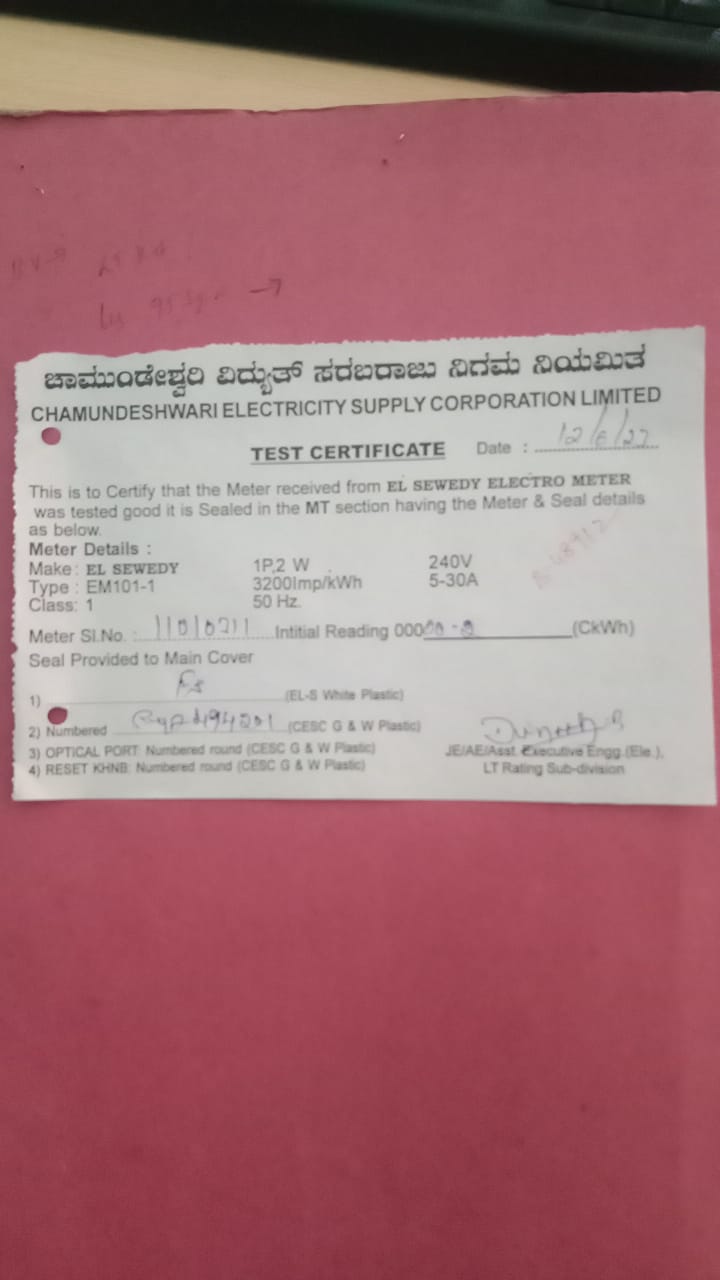 ಚಾಮುಂಡೇಶ್ವರಿ ವಿದ್ಯುತ್ ಸರಬರಾಜು ನಿಗಮ ನಿಯಮಿತ
CHAMUNDESHWARI ELECTRICITY SUPPLY CORPORATION LIMITED
TEST CERTIFICATE Date :
This is to Certify that the Meter received from EL SEWEDY ELECTRO METER
was tested good it is Sealed in the MT section having the Meter & Seal details
as below.
Meter Details :
Make: EL SEWEDY 1P,2 W 240V
Type : EM101-1 3200Imp/kWh 5-30A
Class: 1 50 Hz.
Meter Sl.No. : Intitial Reading 000 (CkWh)
Seal Provided to Main Cover
1) (EL-S White Plastic)
2) Numbered (CESC G & W Plastic)
3) OPTICAL PORT: Numbered round (CESC G & W Plastic) JE/AE/Asst. Executive Engg.(Ele.),
4) RESET KHNB: Numbered round (CESC G & W Plastic) LT Rating Sub-division